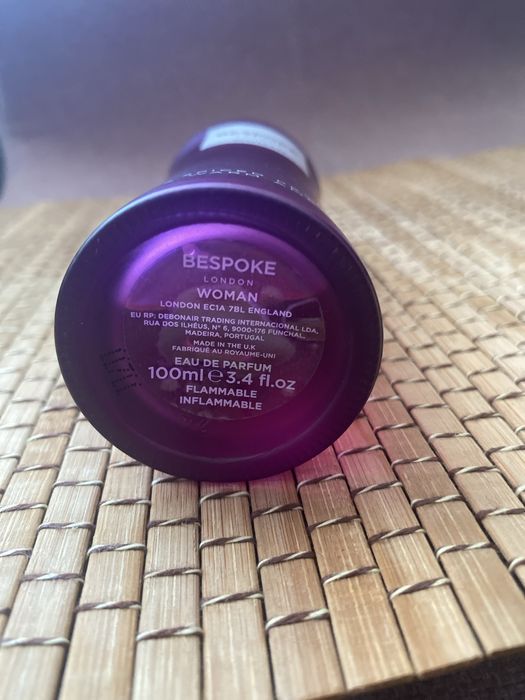 BESPOKE
LONDON
WOMAN
LONDON EC1A 7BL ENGLAND
EU RP: DEBONAIR TRADING INTERNACIONAL LDA,
RUA DOS ILHÉUS, Nº 6, 9000-176 FUNCHAL,
MADEIRA, PORTUGAL
MADE IN THE U.K
FABRIQUÉ AU ROYAUME-UNI
EAU DE PARFUM
100ml ℮ 3.4 fl.oz
FLAMMABLE
INFLAMMABLE